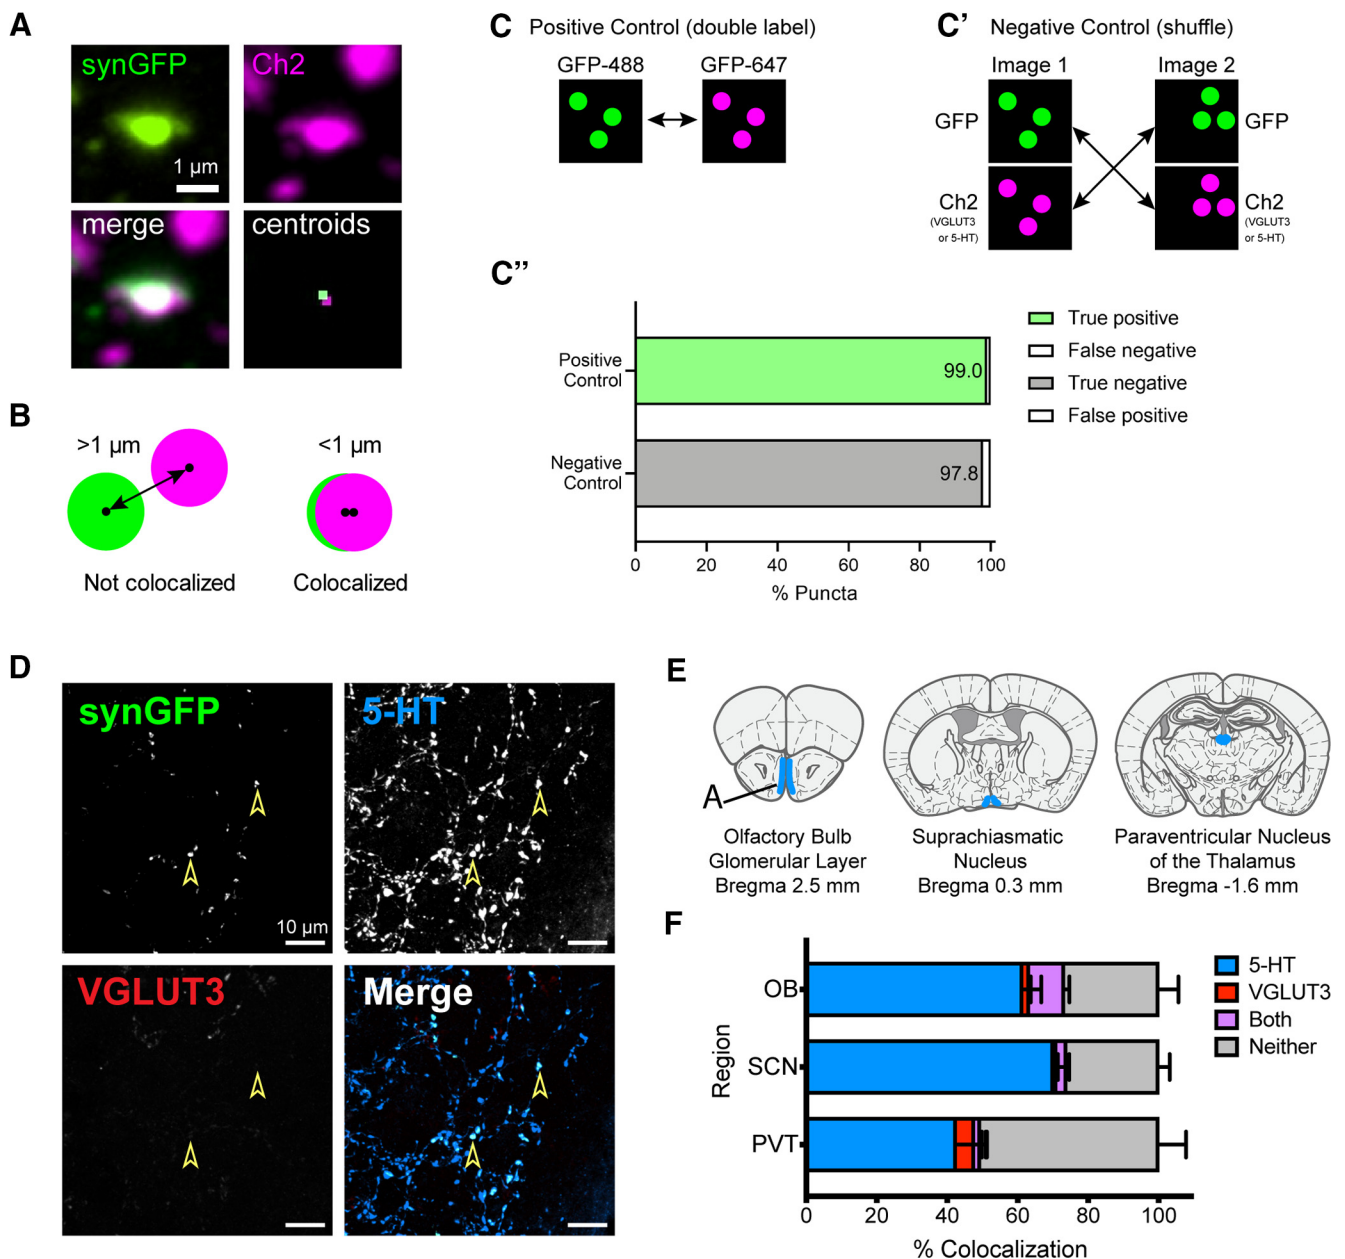 A
synGFP
Ch2
1 µm
merge
centroids
B
>1 µm
<1 µm
Not colocalized
Colocalized
C
Positive Control (double label)
GFP-488
GFP-647
C’
Negative Control (shuffle)
Image 1
Image 2
GFP
GFP
Ch2
(VGLUT3
or 5-HT)
Ch2
(VGLUT3
or 5-HT)
C”
Positive
Control
99.0
Negative
Control
97.8
0 20 40 60 80 100
% Puncta
True positive
False negative
True negative
False positive
D
synGFP
10 µm
5-HT
VGLUT3
Merge
E
A
Olfactory Bulb
Glomerular Layer
Bregma 2.5 mm
Suprachiasmatic
Nucleus
Bregma 0.3 mm
Paraventricular Nucleus
of the Thalamus
Bregma -1.6 mm
F
Region
OB
SCN
PVT
0 20 40 60 80 100
% Colocalization
5-HT
VGLUT3
Both
Neither